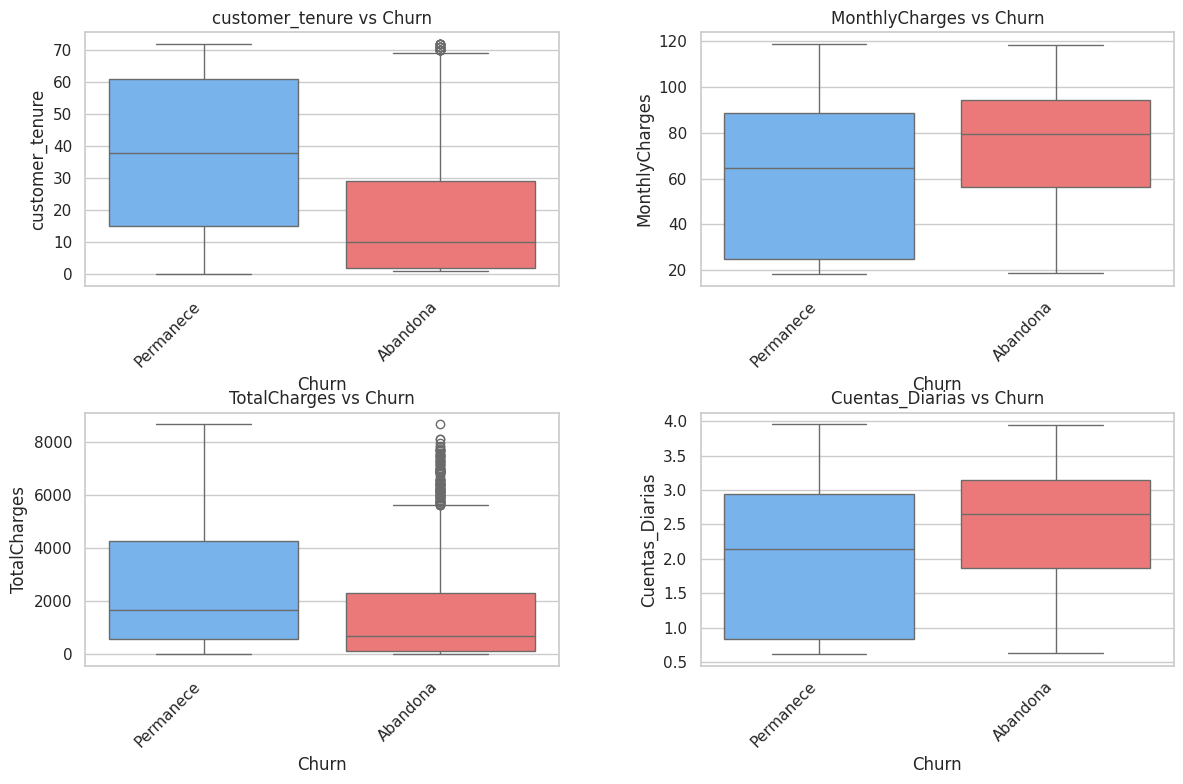 customer_tenure vs Churn
customer_tenure
70
60
50
40
30
20
10
0
Permanece
Abandona
Churn
MonthlyCharges vs Churn
MonthlyCharges
120
100
80
60
40
20
Permanece
Abandona
Churn
TotalCharges vs Churn
TotalCharges
8000
6000
4000
2000
0
Permanece
Abandona
Churn
Cuentas_Diarias vs Churn
Cuentas_Diarias
4.0
3.5
3.0
2.5
2.0
1.5
1.0
0.5
Permanece
Abandona
Churn